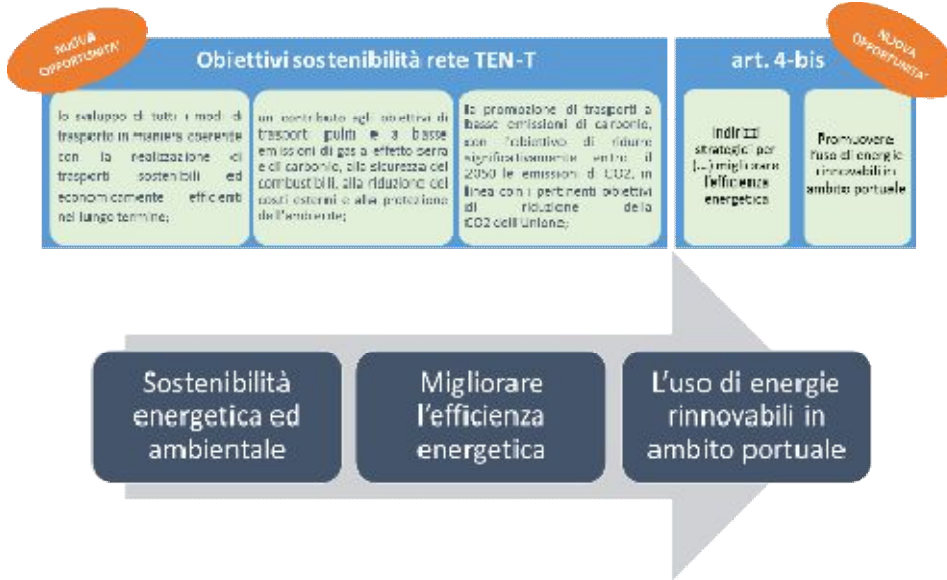 NUOVA
OPPORTUNITA'
Obiettivi sostenibilità rete TEN-T
lo sviluppo di tutti i modi di
trasporto in maniera coerente
con la realizzazione di
trasporti sostenibili ed
economicamente efficienti
nel lungo termine;
un contributo agli obiettivi di
trasporti puliti e a basse
emissioni di gas a effetto serra
e di carbonio, alla sicurezza dei
combustibili, alla riduzione dei
costi esterni e alla protezione
dell'ambiente;
la promozione di trasporti a
basse emissioni di carbonio,
con l'obiettivo di ridurre
significativamente entro il
2050 le emissioni di CO2, in
linea con i pertinenti obiettivi
di riduzione della
CO2 dell'Unione;
art. 4-bis
NUOVA
OPPORTUNITA'
Indirizzi
strategici per
(...) migliorare
l'efficienza
energetica
Promuovere
l'uso di energie
rinnovabili in
ambito portuale
Sostenibilità
energetica ed
ambientale
Migliorare
l'efficienza
energetica
L'uso di energie
rinnovabili in
ambito portuale